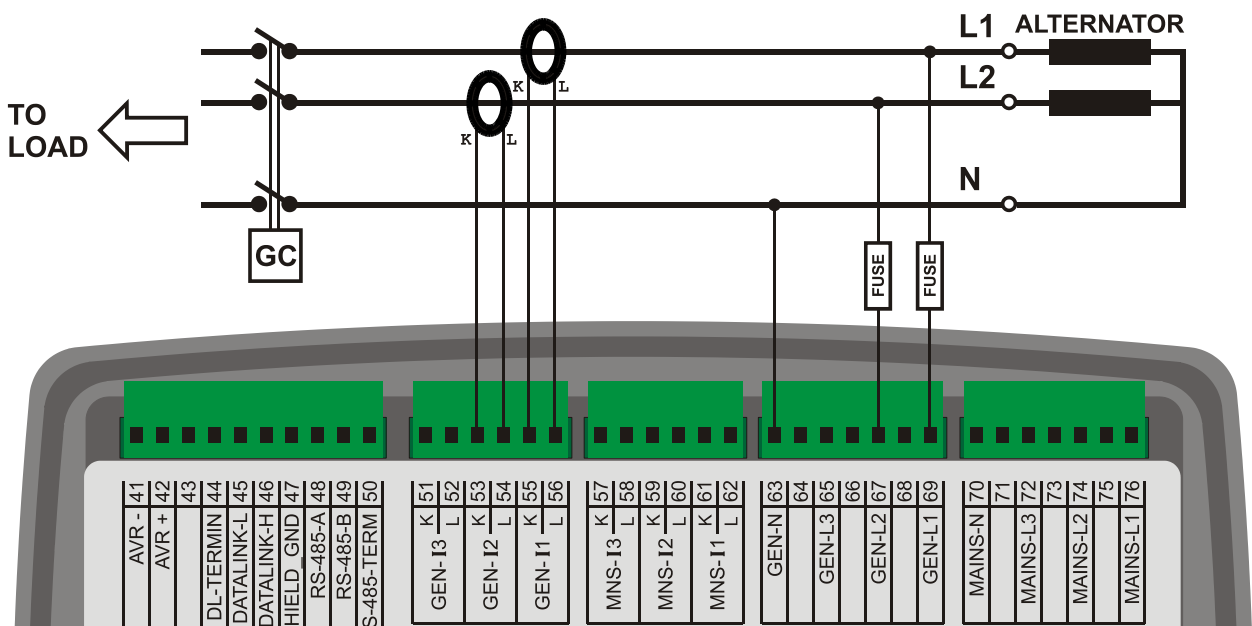 L1 ALTERNATOR
L2
TO
LOAD
K L
K L
N
GC
FUSE FUSE
41 42 43 44 45 46 47 48 49 50
AVR -
AVR +
DL-TERMIN
DATALINK-L
DATALINK-H
HIELD_GND
RS-485-A
RS-485-B
S-485-TERM
51 52 53 54 55 56
K L K L K L
GEN-I3 GEN-I2 GEN-I1
57 58 59 60 61 62
K L K L K L
MNS-I3 MNS-I2 MNS-I1
63 64 65 66 67 68 69
GEN-N
GEN-L3
GEN-L2
GEN-L1
70 71 72 73 74 75 76
MAINS-N
MAINS-L3
MAINS-L2
MAINS-L1